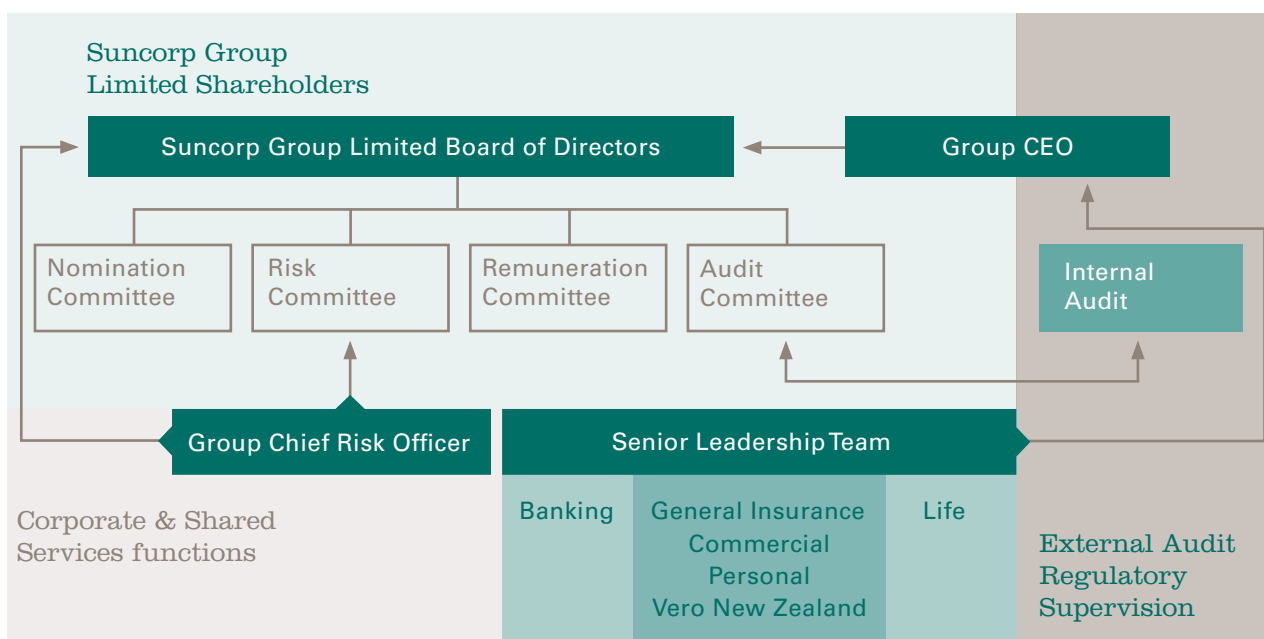 Suncorp Group
Limited Shareholders
Suncorp Group Limited Board of Directors
Group CEO
Nomination
Committee
Risk
Committee
Remuneration
Committee
Audit
Committee
Internal
Audit
Group Chief Risk Officer
Senior Leadership Team
Corporate & Shared
Services functions
Banking
General Insurance
Commercial
Personal
Vero New Zealand
Life
External Audit
Regulatory
Supervision